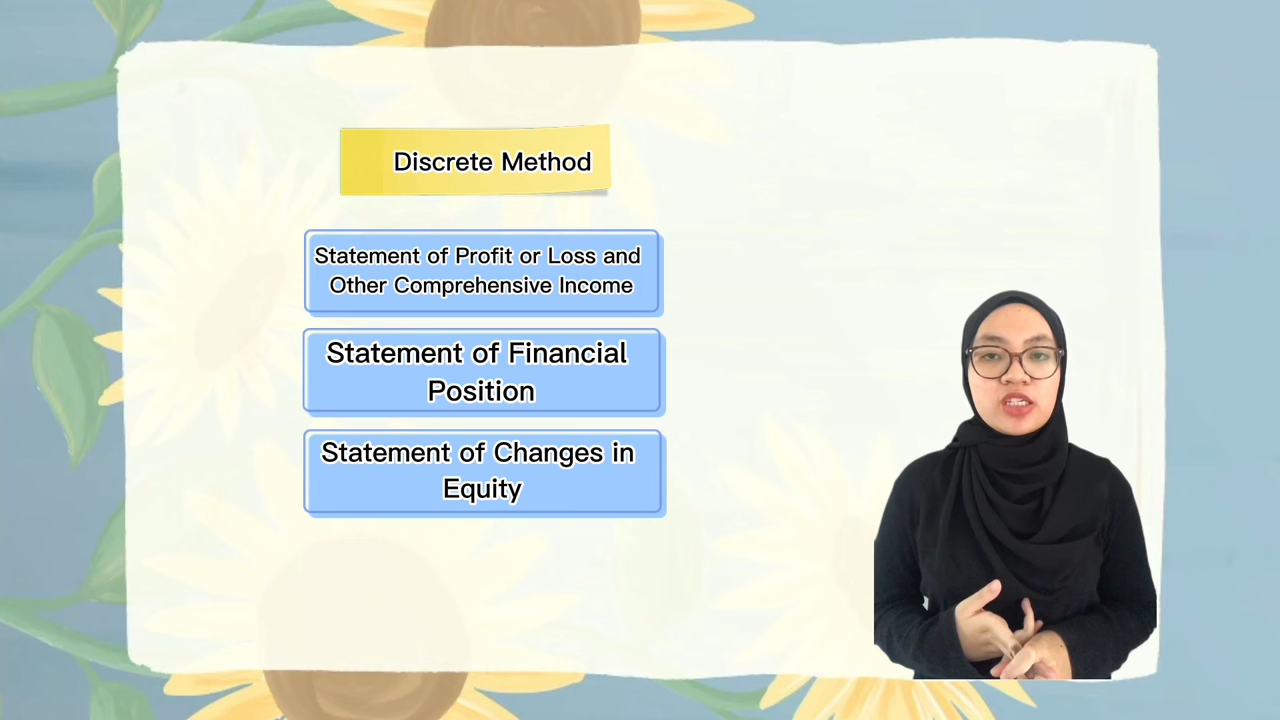 Discrete Method
Statement of Profit or Loss and
Other Comprehensive Income
Statement of Financial
Position
Statement of Changes in
Equity